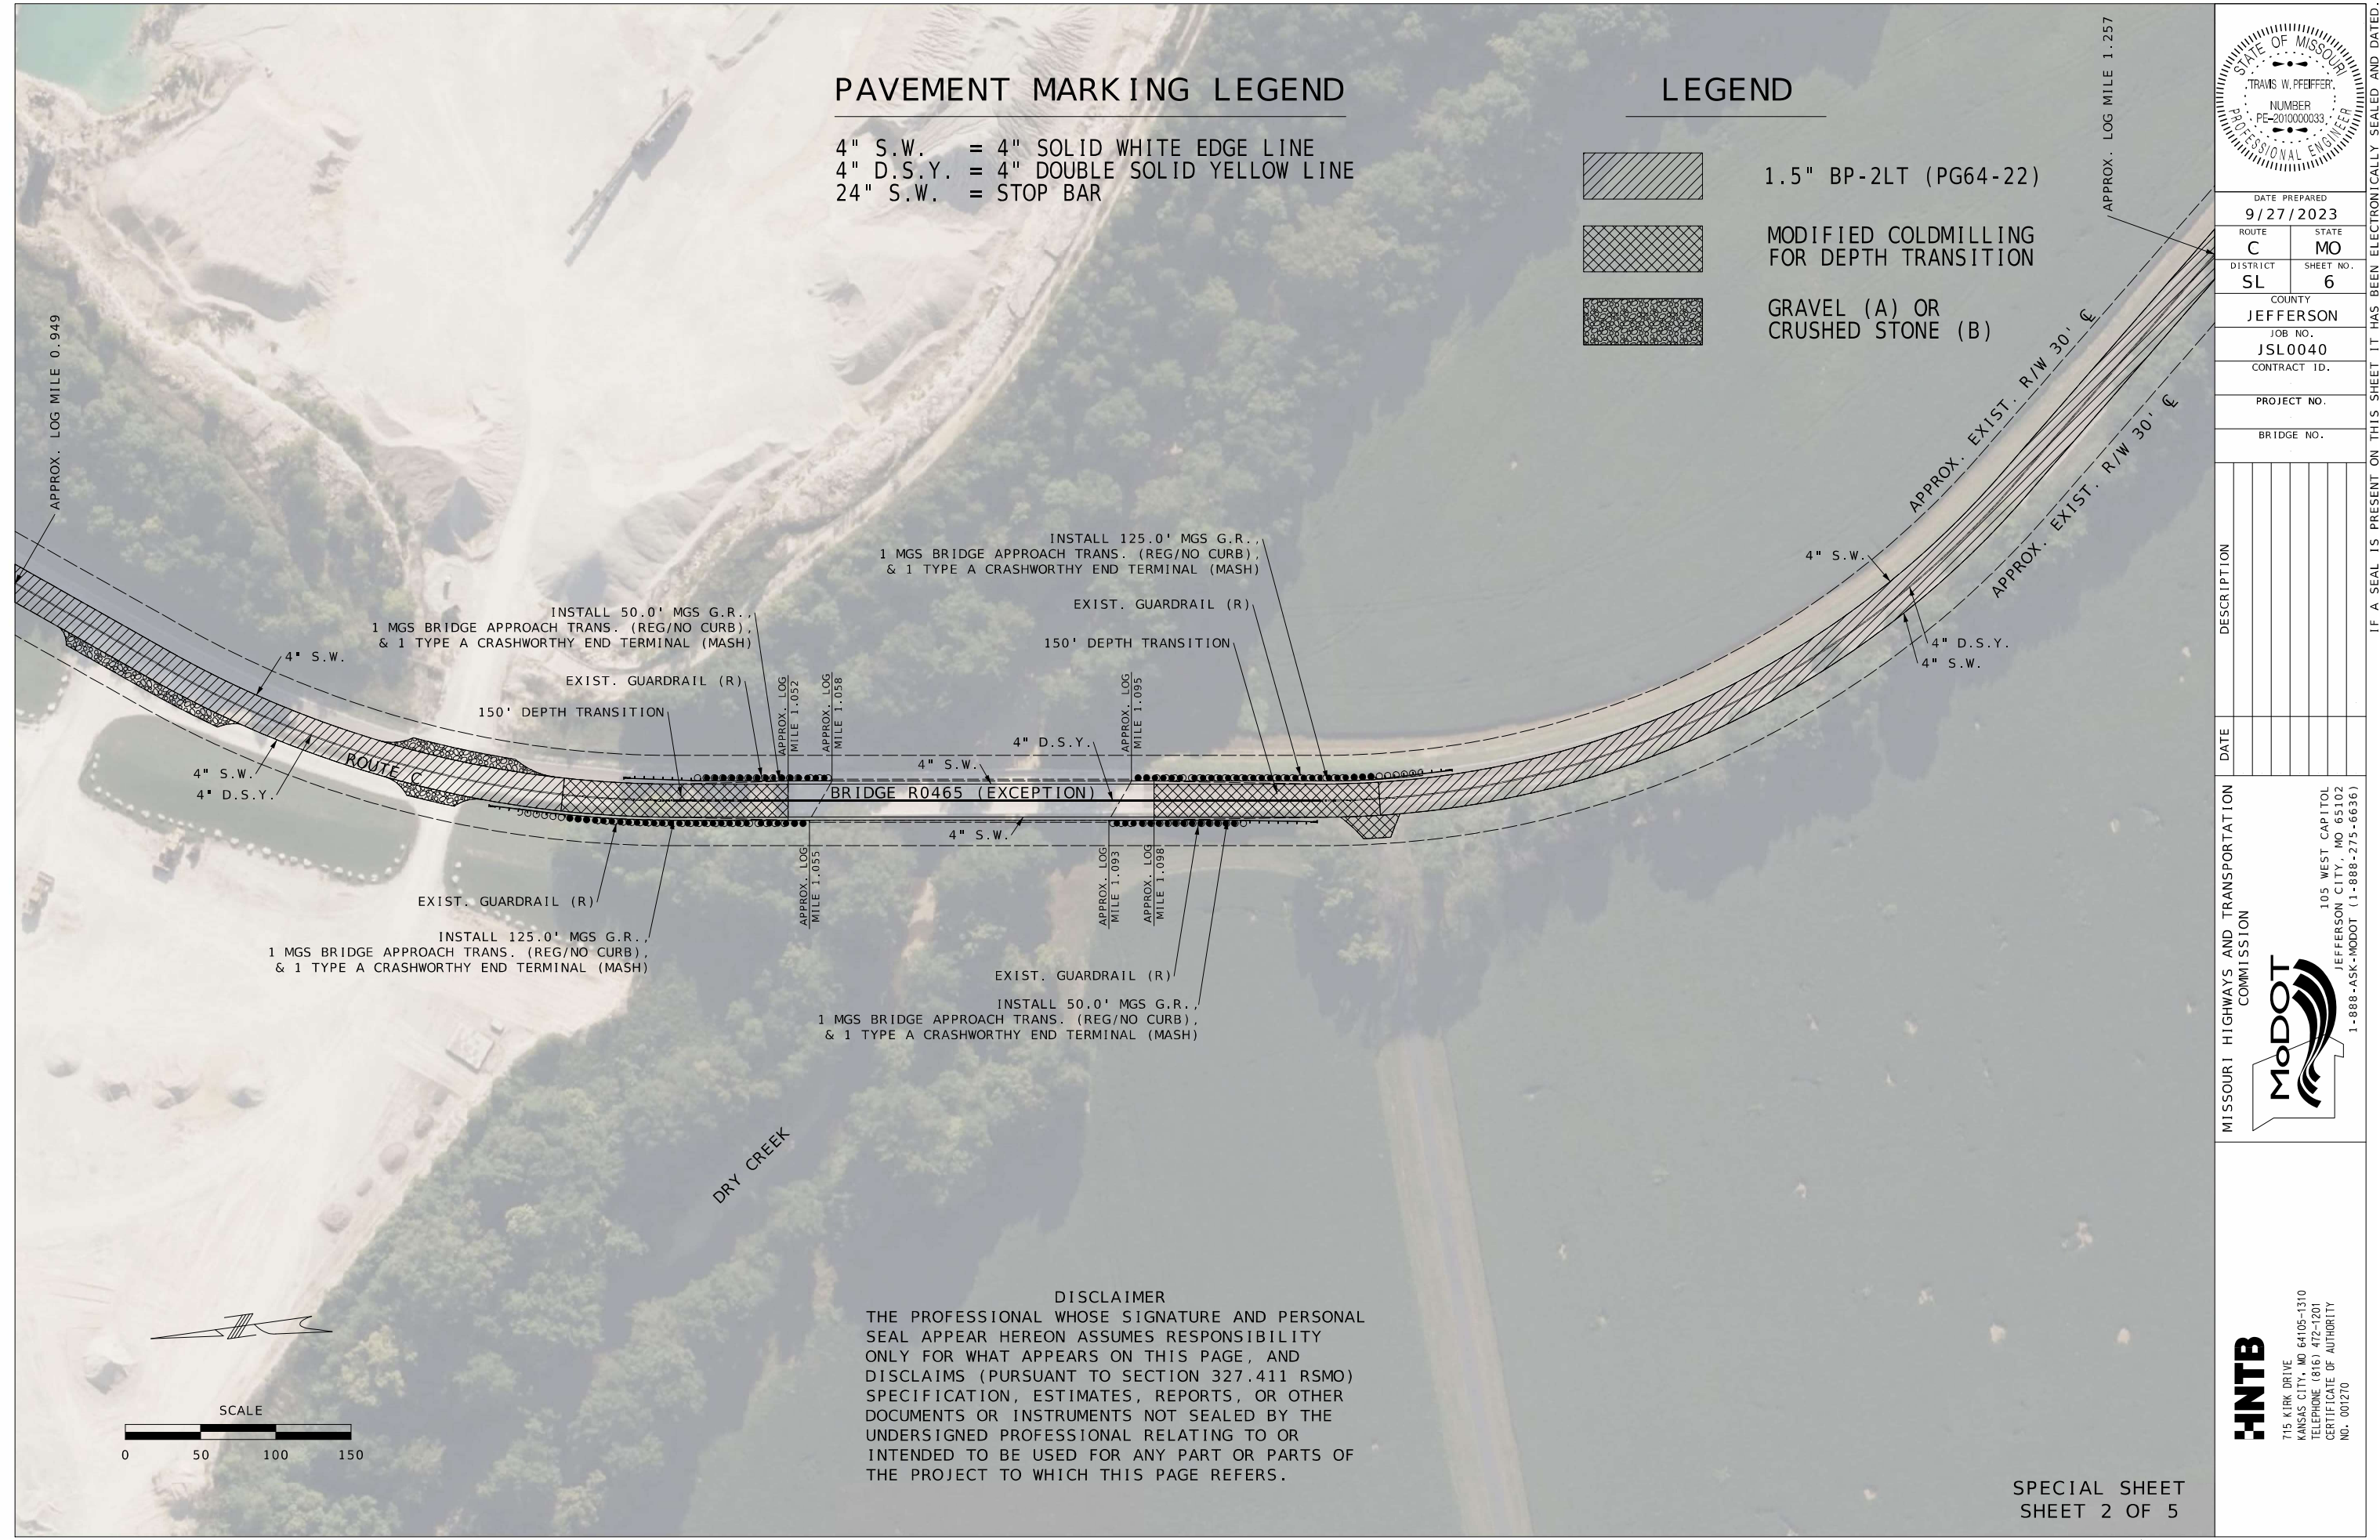 PAVEMENT MARKING LEGEND
4" S.W. = 4" SOLID WHITE EDGE LINE
4" D.S.Y. = 4" DOUBLE SOLID YELLOW LINE
24" S.W. = STOP BAR
LEGEND
1.5" BP-2LT (PG64-22)
MODIFIED COLDMILLING
FOR DEPTH TRANSITION
GRAVEL (A) OR
CRUSHED STONE (B)
APPROX. LOG MILE 1.257
APPROX. LOG MILE 0.949
APPROX. EXIST. R/W 30' ℄
APPROX. EXIST. R/W 30' ℄
INSTALL 125.0' MGS G.R.,
1 MGS BRIDGE APPROACH TRANS. (REG/NO CURB),
& 1 TYPE A CRASHWORTHY END TERMINAL (MASH)
EXIST. GUARDRAIL (R)
150' DEPTH TRANSITION
4" S.W.
4" D.S.Y.
4" S.W.
INSTALL 50.0' MGS G.R.,
1 MGS BRIDGE APPROACH TRANS. (REG/NO CURB),
& 1 TYPE A CRASHWORTHY END TERMINAL (MASH)
EXIST. GUARDRAIL (R)
150' DEPTH TRANSITION
4" S.W.
APPROX. LOG
MILE 1.052
APPROX. LOG
MILE 1.058
APPROX. LOG
MILE 1.095
4" D.S.Y.
4" S.W.
ROUTE C
4" S.W.
4" D.S.Y.
BRIDGE R0465 (EXCEPTION)
4" S.W.
APPROX. LOG
MILE 1.055
APPROX. LOG
MILE 1.093
APPROX. LOG
MILE 1.098
EXIST. GUARDRAIL (R)
INSTALL 125.0' MGS G.R.,
1 MGS BRIDGE APPROACH TRANS. (REG/NO CURB),
& 1 TYPE A CRASHWORTHY END TERMINAL (MASH)
EXIST. GUARDRAIL (R)
INSTALL 50.0' MGS G.R.,
1 MGS BRIDGE APPROACH TRANS. (REG/NO CURB),
& 1 TYPE A CRASHWORTHY END TERMINAL (MASH)
DRY CREEK
SCALE
0 50 100 150
DISCLAIMER
THE PROFESSIONAL WHOSE SIGNATURE AND PERSONAL
SEAL APPEAR HEREON ASSUMES RESPONSIBILITY
ONLY FOR WHAT APPEARS ON THIS PAGE, AND
DISCLAIMS (PURSUANT TO SECTION 327.411 RSMO)
SPECIFICATION, ESTIMATES, REPORTS, OR OTHER
DOCUMENTS OR INSTRUMENTS NOT SEALED BY THE
UNDERSIGNED PROFESSIONAL RELATING TO OR
INTENDED TO BE USED FOR ANY PART OR PARTS OF
THE PROJECT TO WHICH THIS PAGE REFERS.
SPECIAL SHEET
SHEET 2 OF 5
STATE OF MISSOURI
TRAVIS W. PFEIFFER
NUMBER
PE-2010000033
PROFESSIONAL ENGINEER
IF A SEAL IS PRESENT ON THIS SHEET IT HAS BEEN ELECTRONICALLY SEALED AND DATED.
DATE PREPARED
9/27/2023
ROUTE STATE
C MO
DISTRICT SHEET NO.
SL 6
COUNTY
JEFFERSON
JOB NO.
JSL0040
CONTRACT ID.
PROJECT NO.
BRIDGE NO.
DESCRIPTION
DATE
MISSOURI HIGHWAYS AND TRANSPORTATION
COMMISSION
MoDOT
105 WEST CAPITOL
JEFFERSON CITY, MO 65102
1-888-ASK-MODOT (1-888-275-6636)
HNTB
715 KIRK DRIVE
KANSAS CITY, MO 64105-1310
TELEPHONE (816) 472-1201
CERTIFICATE OF AUTHORITY
NO. 001270